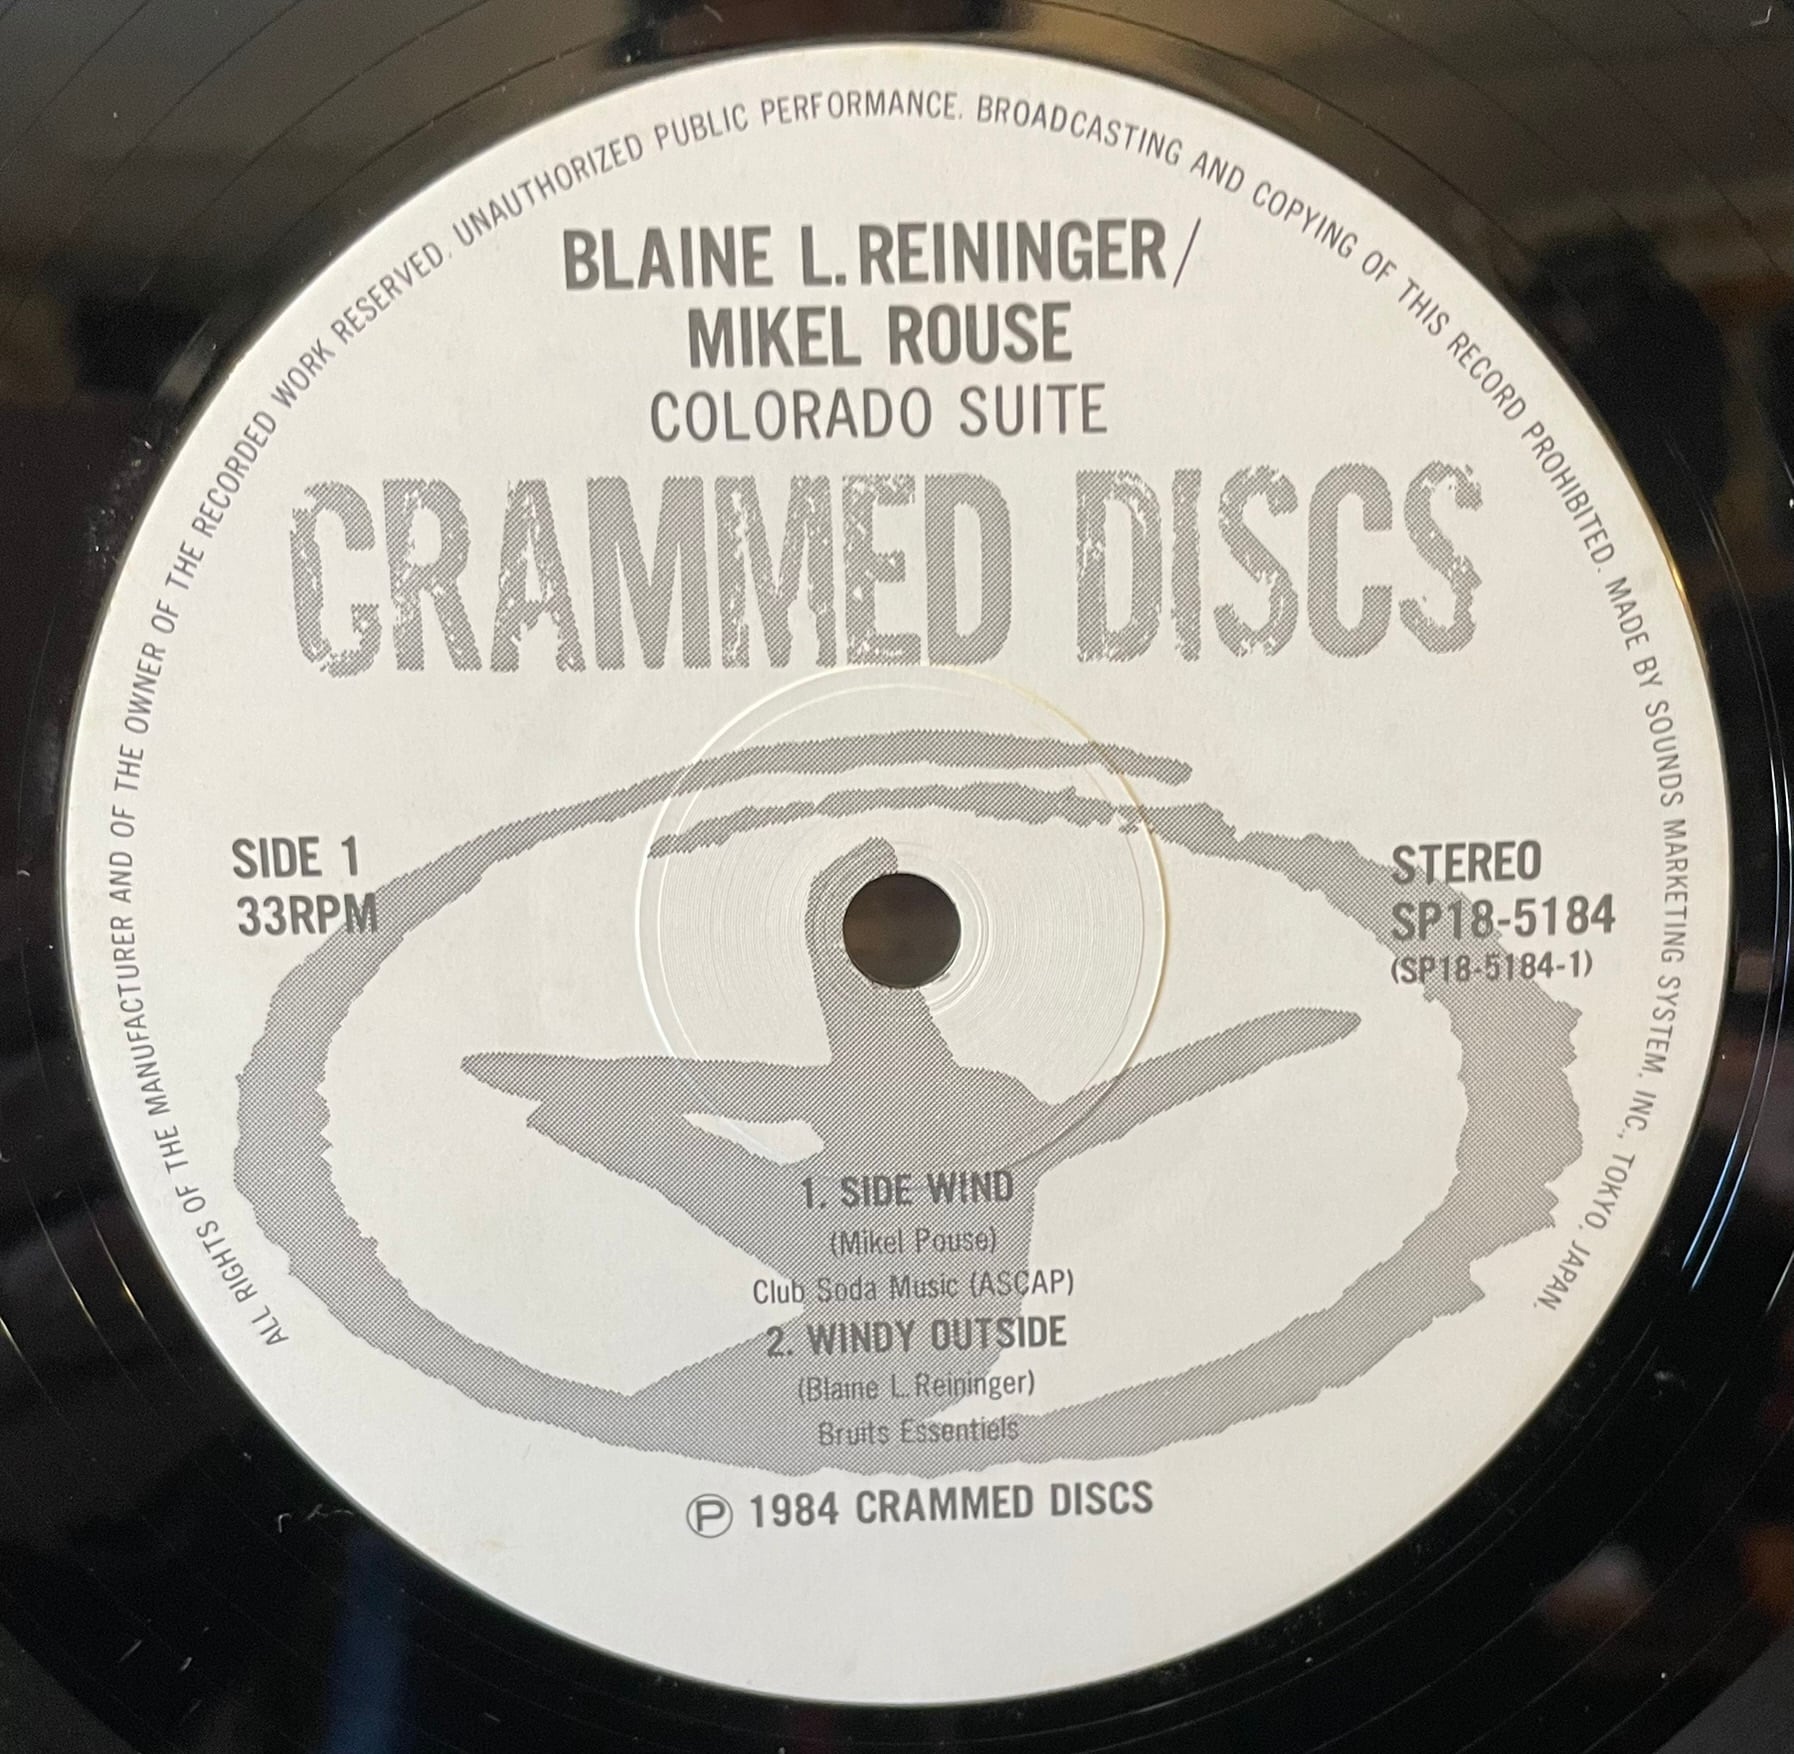 ALL RIGHTS OF THE MANUFACTURER AND OF THE OWNER OF THE RECORDED WORK RESERVED. UNAUTHORIZED PUBLIC PERFORMANCE. BROADCASTING AND COPYING OF THIS RECORD PROHIBITED. MADE BY SOUNDS MARKETING SYSTEM. INC., TOKYO, JAPAN.
BLAINE L. REININGER/
MIKEL ROUSE
COLORADO SUITE
CRAMMED DISCS
SIDE 1
33RPM
STEREO
SP18-5184
(SP18-5184-1)
1. SIDE WIND
(Mikel Pouse)
Club Soda Music (ASCAP)
2. WINDY OUTSIDE
(Blaine L. Reininger)
Bruits Essentiels
Ⓟ 1984 CRAMMED DISCS